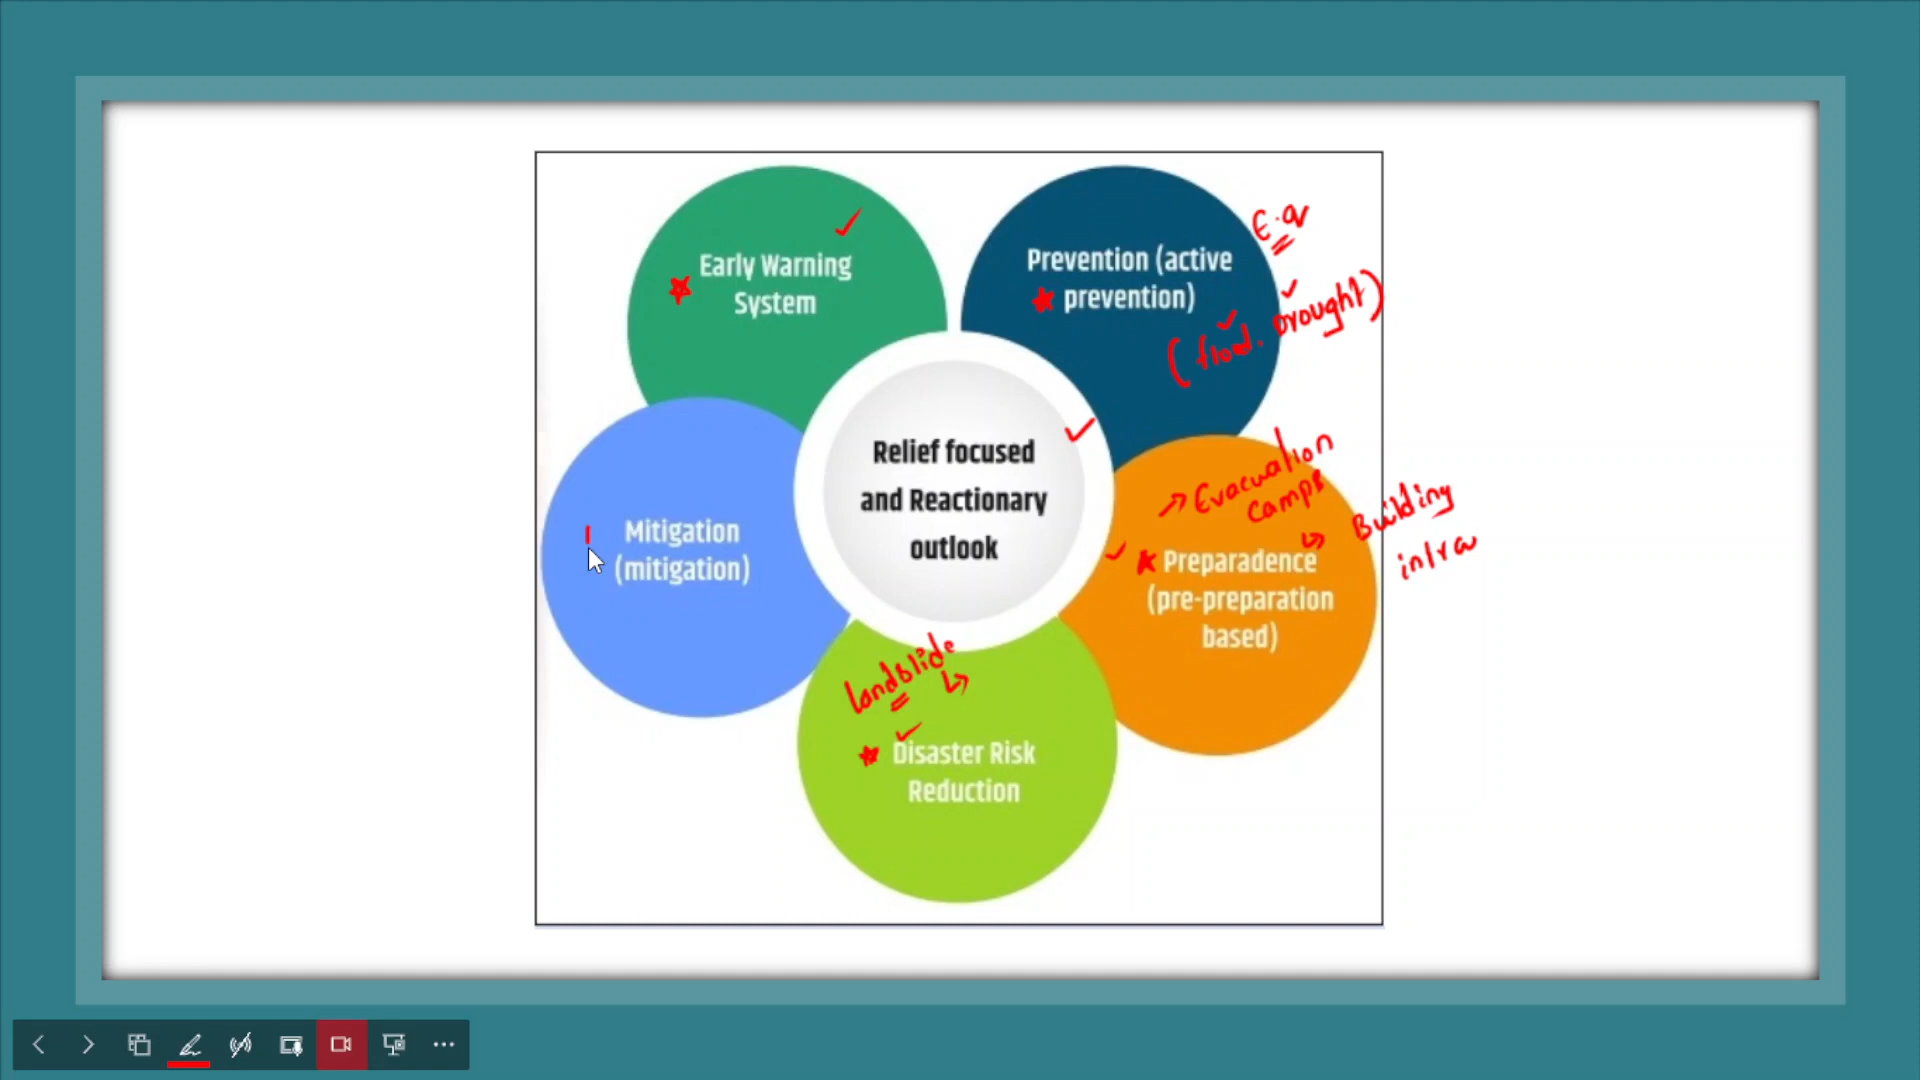 Early Warning
System
Prevention (active
prevention)
E.Q
(flood. Drought)
Relief focused
and Reactionary
outlook
Evacuation
camps
Building
infra
Mitigation
(mitigation)
Preparadence
(pre-preparation
based)
landslide
Disaster Risk
Reduction